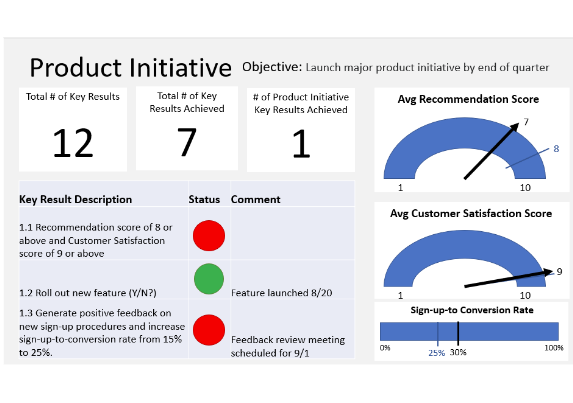 Product Initiative
Objective: Launch major product initiative by end of quarter
Total # of Key Results
12
Total # of Key
Results Achieved
7
# of Product Initiative
Key Results Achieved
1
Key Result Description Status Comment
1.1 Recommendation score of 8 or
above and Customer Satisfaction
score of 9 or above
1.2 Roll out new feature (Y/N?)
Feature launched 8/20
1.3 Generate positive feedback on
new sign-up procedures and increase
sign-up-to-conversion rate from 15%
to 25%.
Feedback review meeting
scheduled for 9/1
Avg Recommendation Score
7
8
1 10
Avg Customer Satisfaction Score
9
1 10
Sign-up-to Conversion Rate
0% 25% 30% 100%